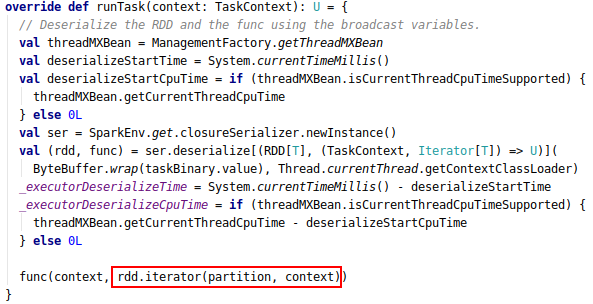 override def runTask(context: TaskContext): U = {
  // Deserialize the RDD and the func using the broadcast variables.
  val threadMXBean = ManagementFactory.getThreadMXBean
  val deserializeStartTime = System.currentTimeMillis()
  val deserializeStartCpuTime = if (threadMXBean.isCurrentThreadCpuTimeSupported) {
    threadMXBean.getCurrentThreadCpuTime
  } else 0L
  val ser = SparkEnv.get.closureSerializer.newInstance()
  val (rdd, func) = ser.deserialize[(RDD[T], (TaskContext, Iterator[T]) => U)](
    ByteBuffer.wrap(taskBinary.value), Thread.currentThread.getContextClassLoader)
  _executorDeserializeTime = System.currentTimeMillis() - deserializeStartTime
  _executorDeserializeCpuTime = if (threadMXBean.isCurrentThreadCpuTimeSupported) {
    threadMXBean.getCurrentThreadCpuTime - deserializeStartCpuTime
  } else 0L
  func(context, rdd.iterator(partition, context))
}